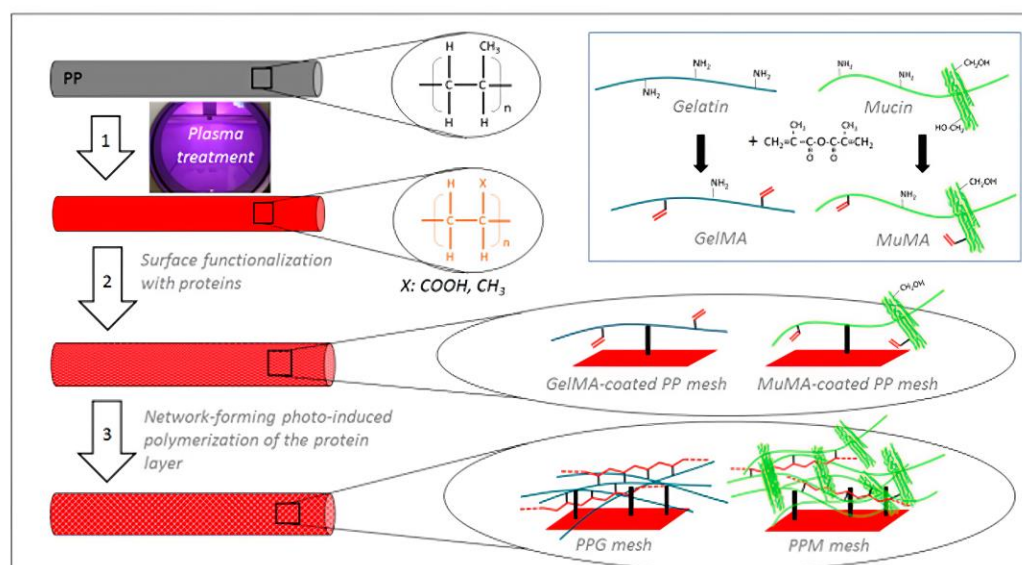 PP
H CH3
C C
n
H H
1
Plasma
treatment
H X
C C
n
H H
X: COOH, CH3
2
Surface functionalization
with proteins
3
Network-forming photo-induced
polymerization of the protein
layer
NH2
NH2
NH2
Gelatin
NH2
NH2
CH2OH
Mucin
HO-CH2
+ CH2=C-C-O-C-C=CH2
CH3 CH3
O O
NH2
GelMA
NH2
CH2OH
MuMA
CH2OH
GelMA-coated PP mesh
MuMA-coated PP mesh
PPG mesh
PPM mesh